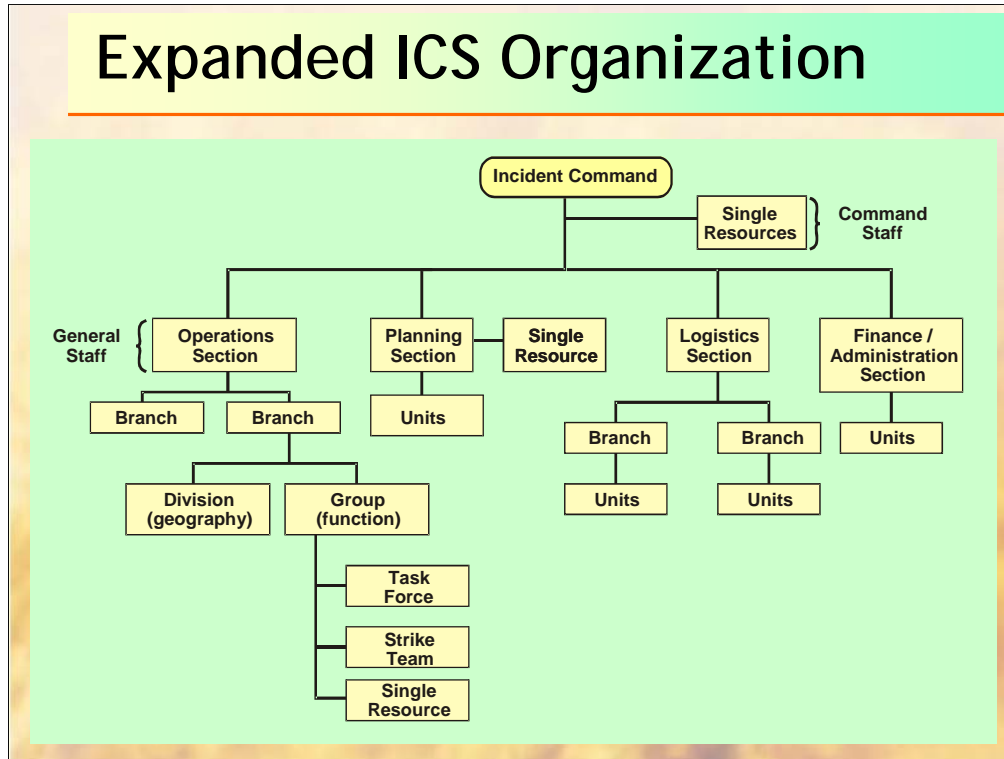 Expanded ICS Organization
Incident Command
Single
Resources
Command
Staff
General
Staff
Operations
Section
Planning
Section
Single
Resource
Logistics
Section
Finance /
Administration
Section
Branch
Branch
Units
Branch
Branch
Units
Division
(geography)
Group
(function)
Units
Units
Task
Force
Strike
Team
Single
Resource